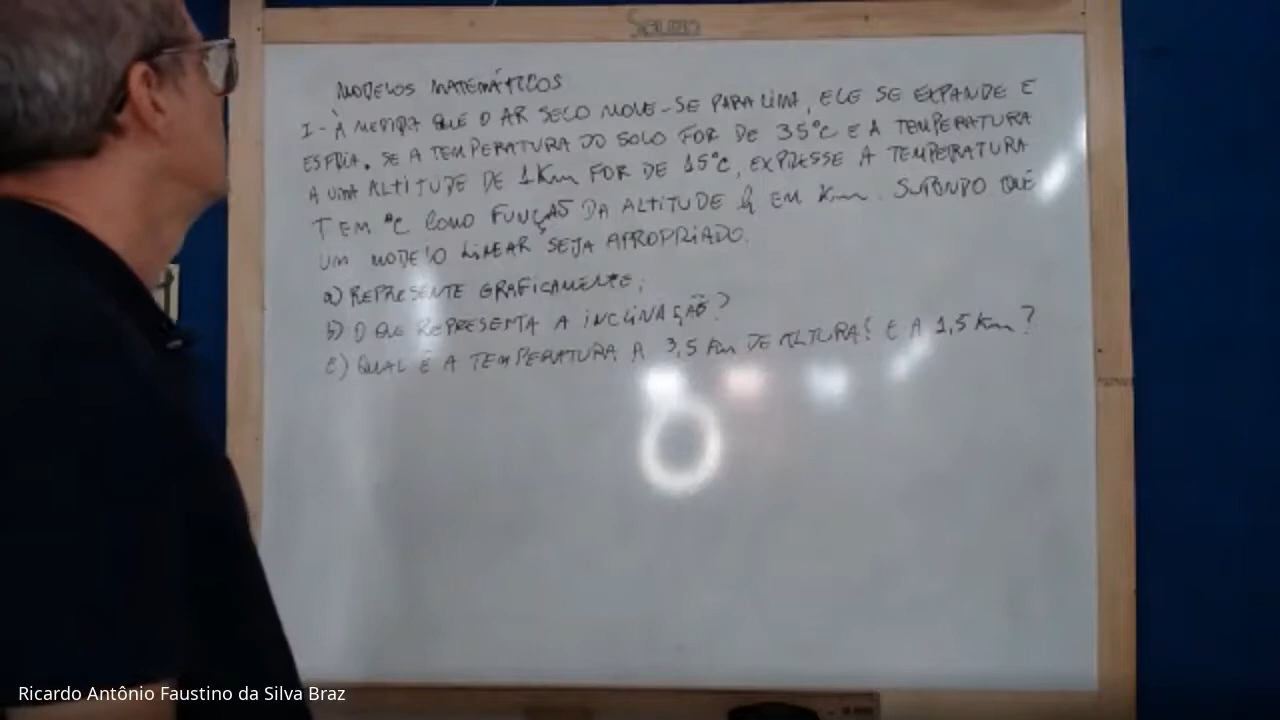 MODELOS MATEMÁTICOS
1 - À MEDIDA QUE O AR SECO MOVE-SE PARA CIMA, ELE SE EXPANDE E
ESFRIA. SE A TEMPERATURA DO SOLO FOR DE 35°C E A TEMPERATURA
A UMA ALTITUDE DE 1Km FOR DE 15°C, EXPRESSE A TEMPERATURA
T EM °C COMO FUNÇÃO DA ALTITUDE h EM Km. SUPONDO QUE
UM MODELO LINEAR SEJA APROPRIADO.
a) REPRESENTE GRAFICAMENTE;
b) O QUE REPRESENTA A INCLINAÇÃO?
c) QUAL É A TEMPERATURA A 3,5 Km DE ALTURA? E A 1,5 Km?
Ricardo Antônio Faustino da Silva Braz